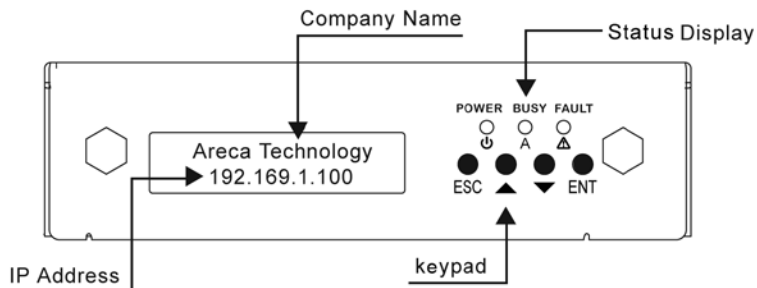 Company Name
Status Display
POWER BUSY FAULT
A
Areca Technology
192.169.1.100
ESC ENT
IP Address
keypad